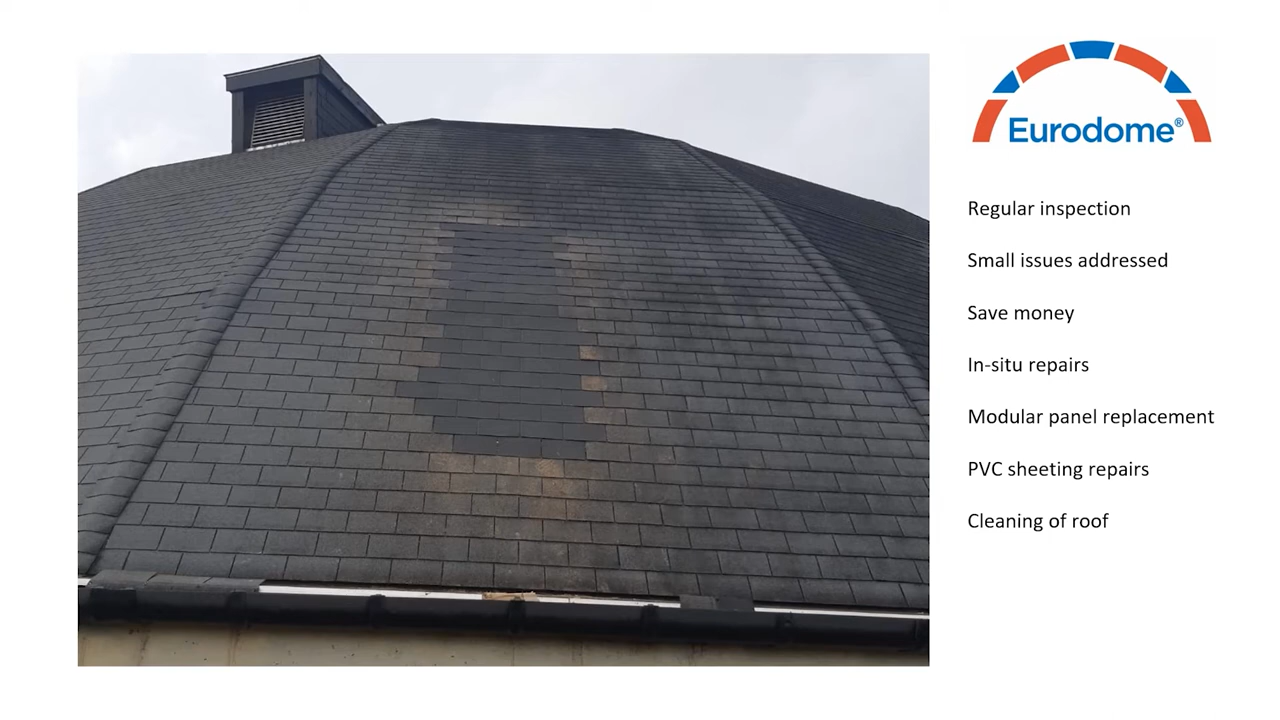 Eurodome®
Regular inspection
Small issues addressed
Save money
In-situ repairs
Modular panel replacement
PVC sheeting repairs
Cleaning of roof